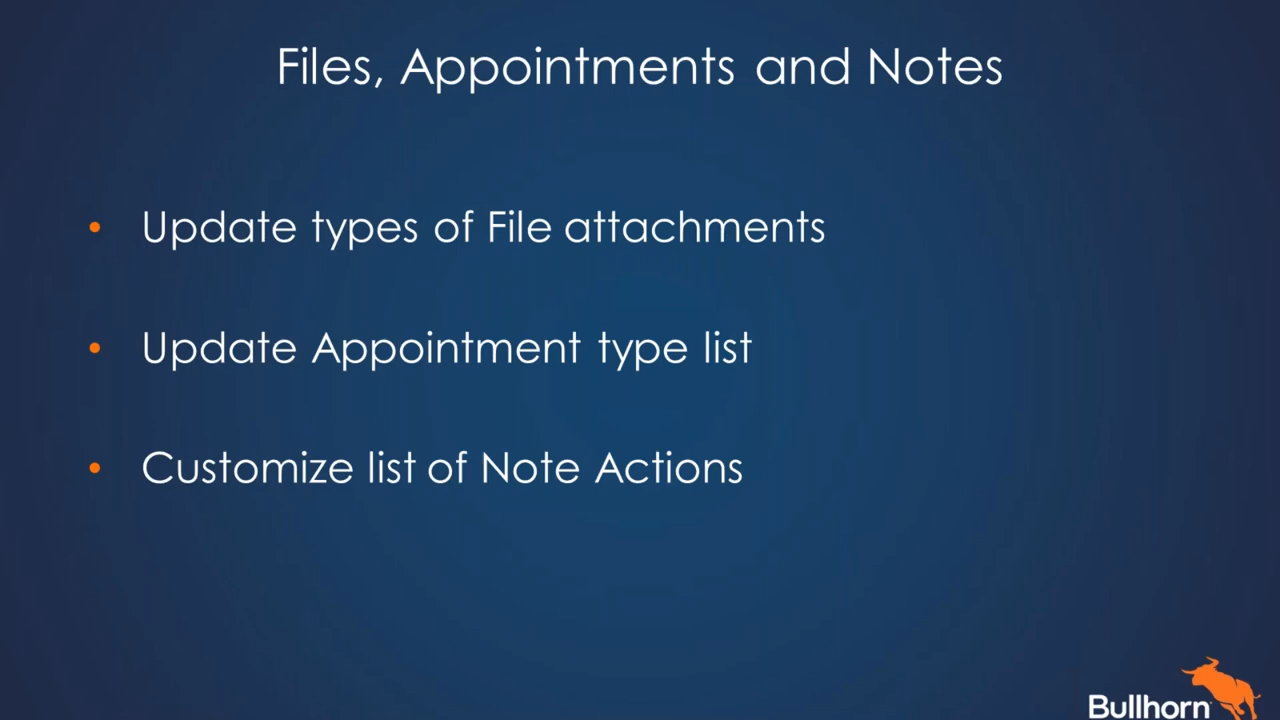 Files, Appointments and Notes
• Update types of File attachments
• Update Appointment type list
• Customize list of Note Actions
Bullhorn